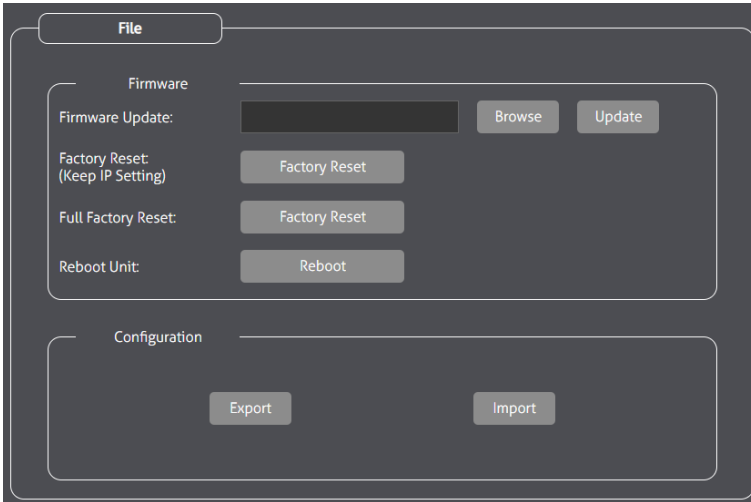 File
Firmware
Firmware Update:
Browse
Update
Factory Reset:
(Keep IP Setting)
Factory Reset
Full Factory Reset:
Factory Reset
Reboot Unit:
Reboot
Configuration
Export
Import